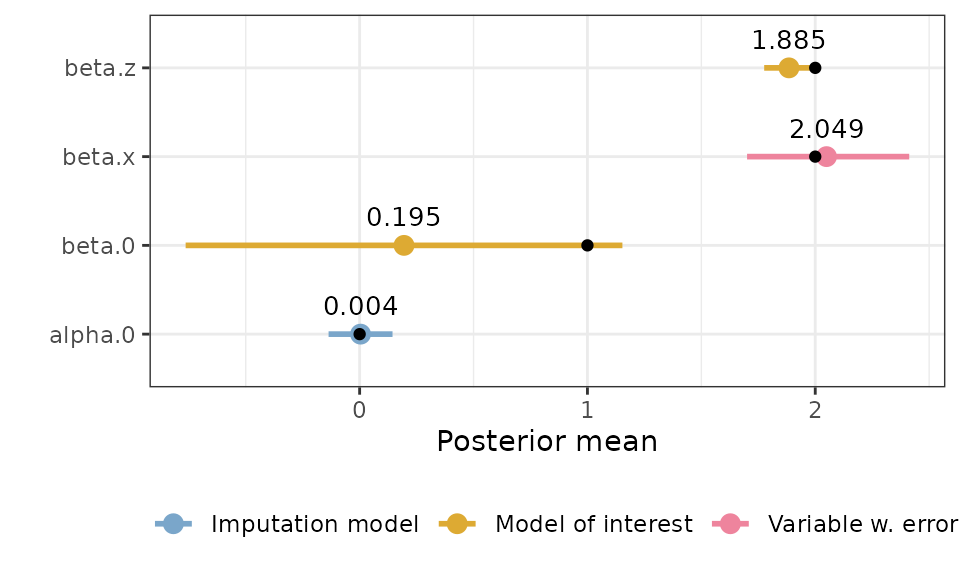 beta.z
1.885
beta.x
2.049
beta.0
0.195
alpha.0
0.004
0 1 2
Posterior mean
Imputation model Model of interest Variable w. error